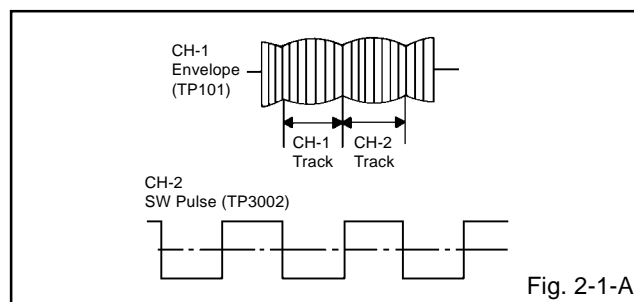 CH-1
Envelope
(TP101)
CH-1
Track
CH-2
Track
CH-2
SW Pulse (TP3002)
Fig. 2-1-A